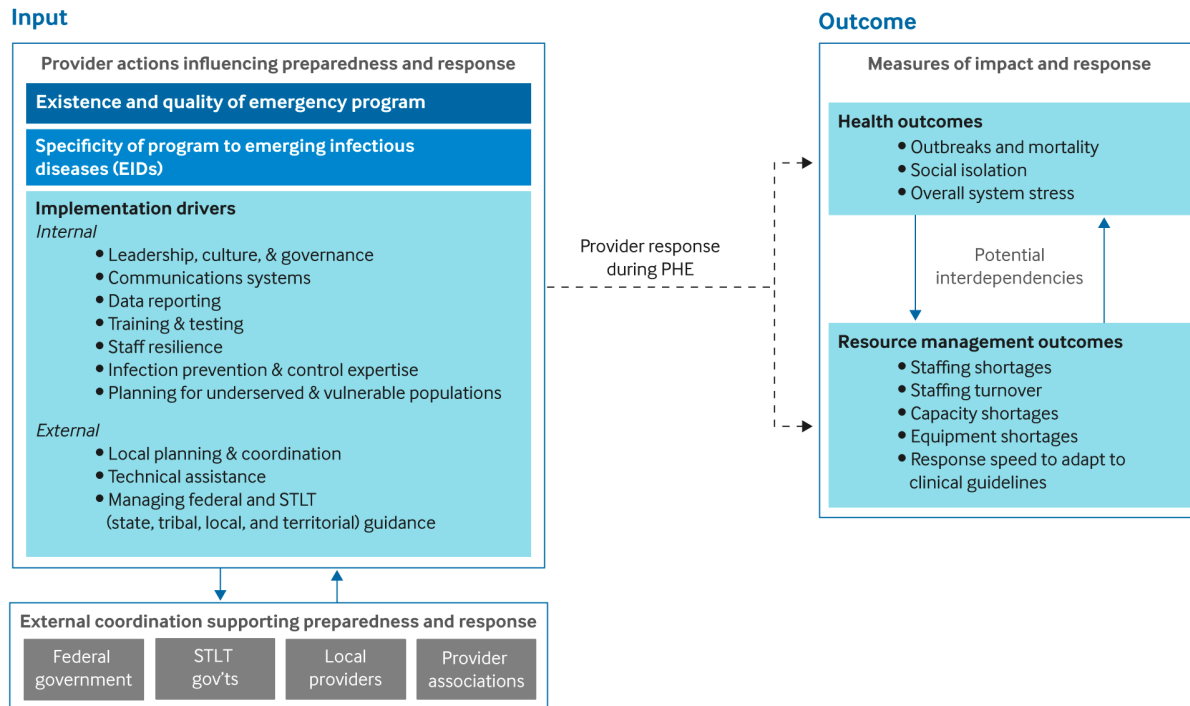 Input
Provider actions influencing preparedness and response
Existence and quality of emergency program
Specificity of program to emerging infectious
diseases (EIDs)
Implementation drivers
Internal
• Leadership, culture, & governance
• Communications systems
• Data reporting
• Training & testing
• Staff resilience
• Infection prevention & control expertise
• Planning for underserved & vulnerable populations
External
• Local planning & coordination
• Technical assistance
• Managing federal and STLT
(state, tribal, local, and territorial) guidance
External coordination supporting preparedness and response
Federal
government
STLT
gov'ts
Local
providers
Provider
associations
Provider response
during PHE
Outcome
Measures of impact and response
Health outcomes
• Outbreaks and mortality
• Social isolation
• Overall system stress
Potential
interdependencies
Resource management outcomes
• Staffing shortages
• Staffing turnover
• Capacity shortages
• Equipment shortages
• Response speed to adapt to
clinical guidelines